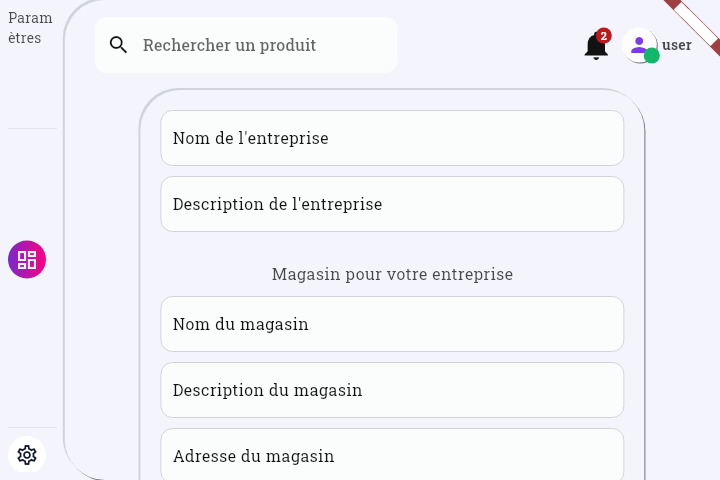 Param
ètres
Rechercher un produit
2
user
Nom de l'entreprise
Description de l'entreprise
Magasin pour votre entreprise
Nom du magasin
Description du magasin
Adresse du magasin